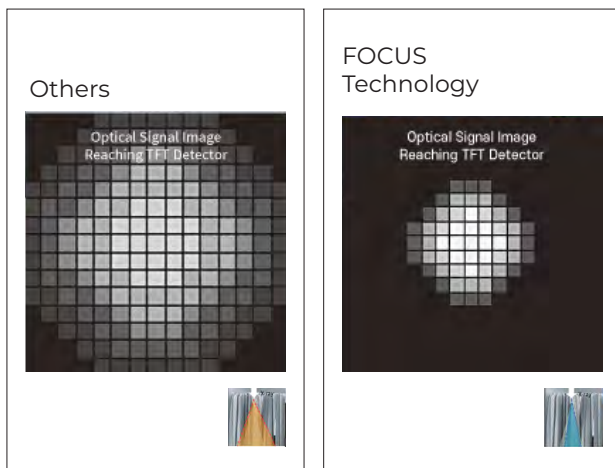 Others
Optical Signal Image
Reaching TFT Detector
FOCUS
Technology
Optical Signal Image
Reaching TFT Detector